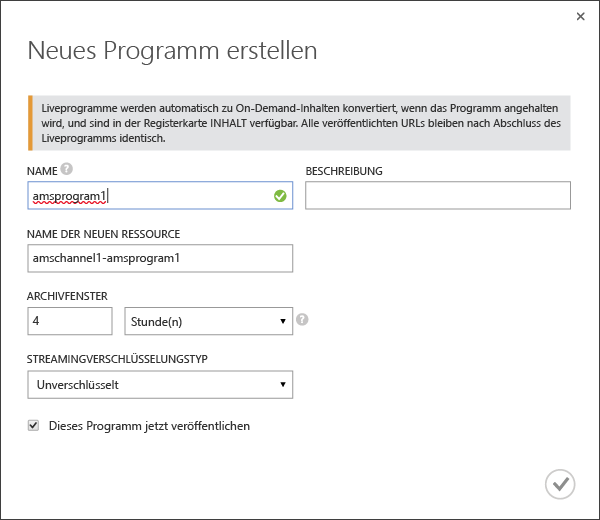 Neues Programm erstellen
Liveprogramme werden automatisch zu On-Demand-Inhalten konvertiert, wenn das Programm angehalten
wird, und sind in der Registerkarte INHALT verfügbar. Alle veröffentlichten URLs bleiben nach Abschluss des
Liveprogramms identisch.
NAME
BESCHREIBUNG
amsprogram1
NAME DER NEUEN RESSOURCE
amschannel1-amsprogram1
ARCHIVFENSTER
4
Stunde(n)
STREAMINGVERSCHLÜSSELUNGSTYP
Unverschlüsselt
Dieses Programm jetzt veröffentlichen